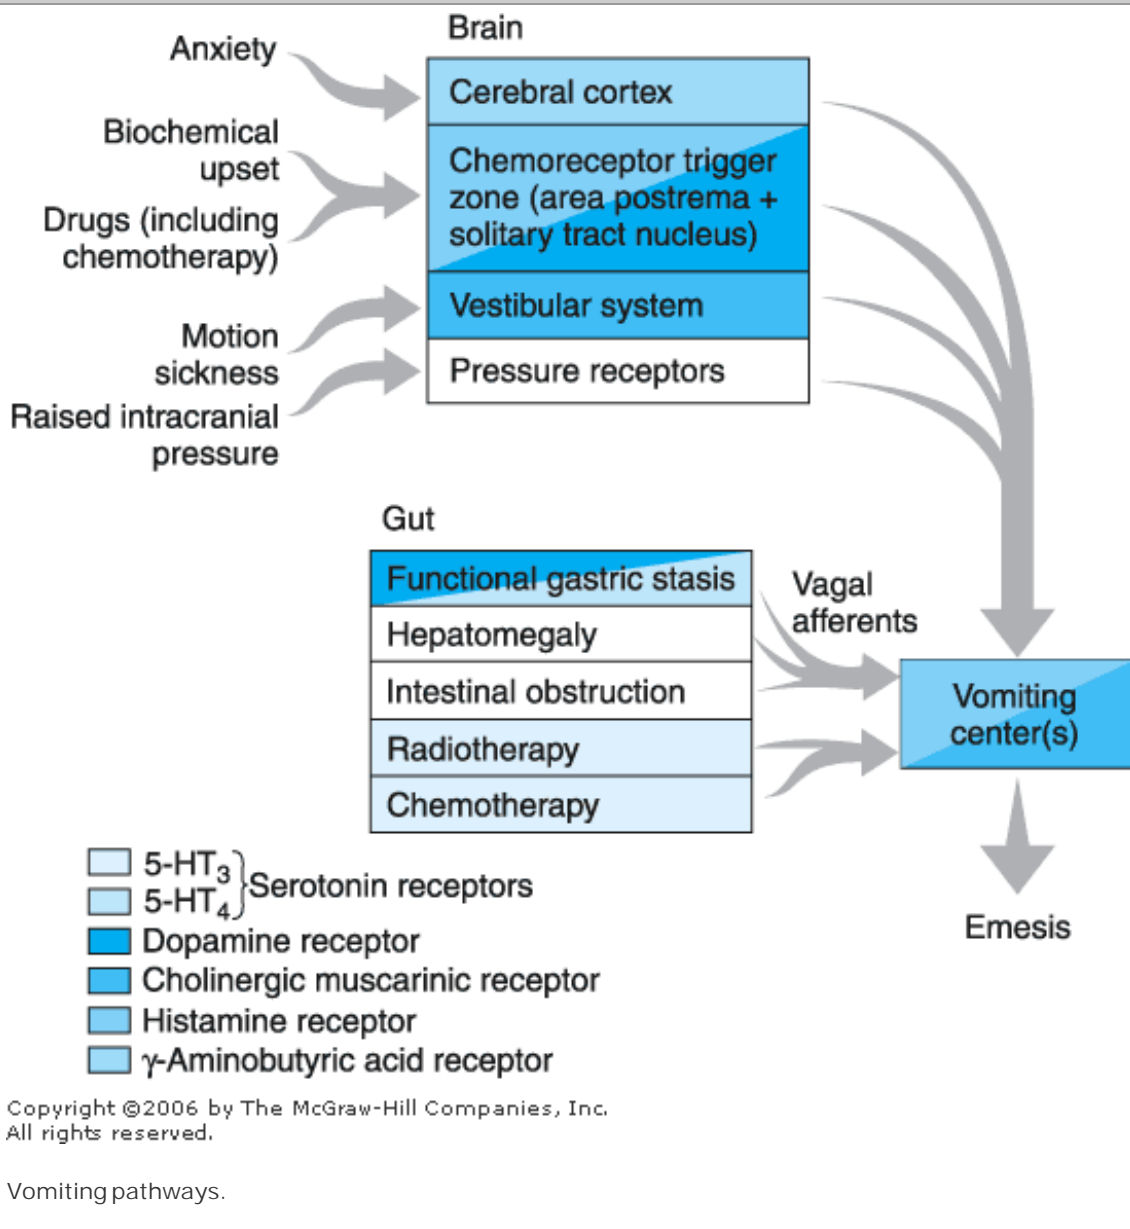 Brain
Anxiety
Cerebral cortex
Biochemical
upset
Drugs (including
chemotherapy)
Chemoreceptor trigger
zone (area postrema +
solitary tract nucleus)
Motion
sickness
Vestibular system
Raised intracranial
pressure
Pressure receptors
Gut
Functional gastric stasis
Hepatomegaly
Intestinal obstruction
Radiotherapy
Chemotherapy
Vagal
afferents
Vomiting
center(s)
Emesis
5-HT₃
5-HT₄
Serotonin receptors
Dopamine receptor
Cholinergic muscarinic receptor
Histamine receptor
γ-Aminobutyric acid receptor
Copyright ©2006 by The McGraw-Hill Companies, Inc.
All rights reserved.
Vomiting pathways.